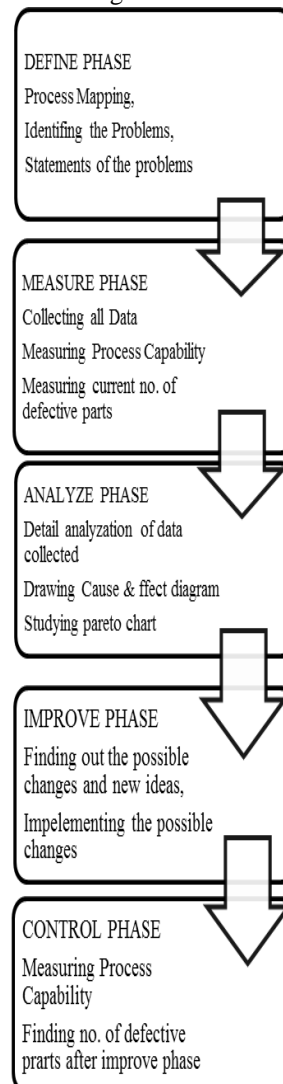 DEFINE PHASE
Process Mapping,
Identifing the Problems,
Statements of the problems
MEASURE PHASE
Collecting all Data
Measuring Process Capability
Measuring current no. of
defective parts
ANALYZE PHASE
Detail analyzation of data
collected
Drawing Cause & ffect diagram
Studying pareto chart
IMPROVE PHASE
Finding out the possible
changes and new ideas,
Impelementing the possible
changes
CONTROL PHASE
Measuring Process
Capability
Finding no. of defective
prarts after improve phase